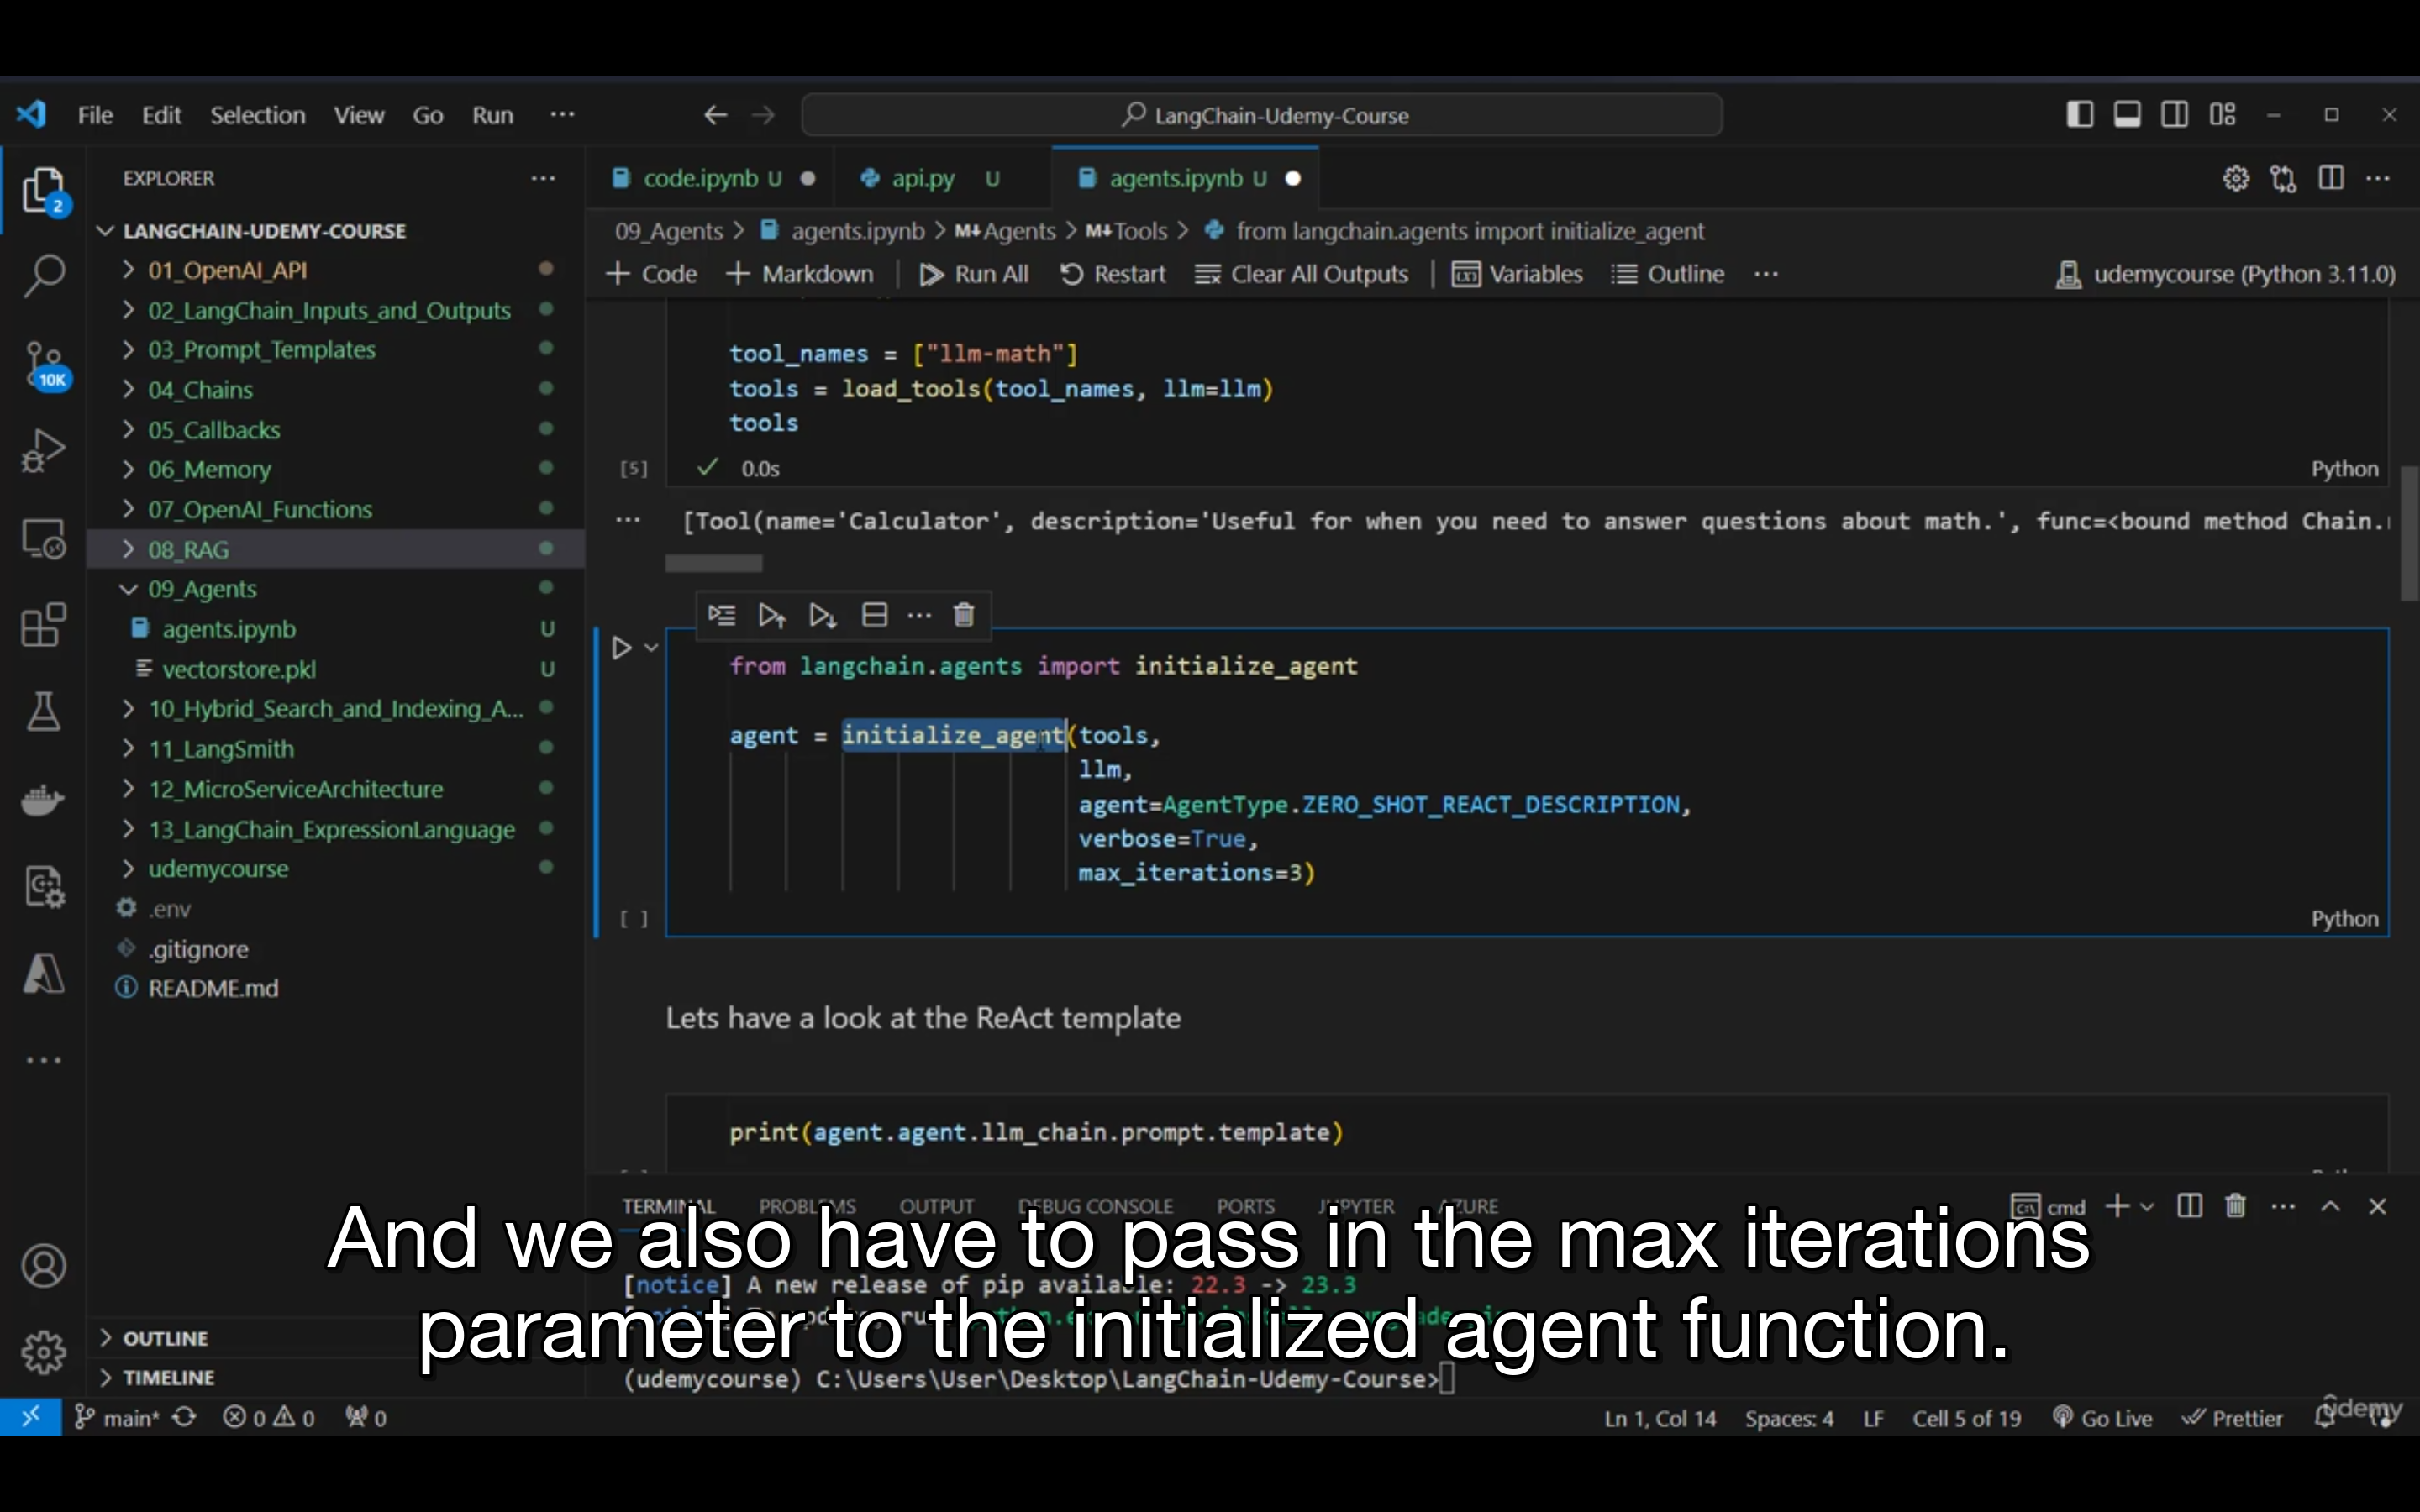 File Edit Selection View Go Run ···
LangChain-Udemy-Course
EXPLORER
2
LANGCHAIN-UDEMY-COURSE
01_OpenAI_API
02_LangChain_Inputs_and_Outputs
03_Prompt_Templates
10K
04_Chains
05_Callbacks
06_Memory
07_OpenAI_Functions
08_RAG
09_Agents
agents.ipynb U
vectorstore.pkl U
10_Hybrid_Search_and_Indexing_A...
11_LangSmith
12_MicroServiceArchitecture
13_LangChain_ExpressionLanguage
udemycourse
.env
.gitignore
README.md
OUTLINE
TIMELINE
code.ipynb U
api.py U
agents.ipynb U
09_Agents > agents.ipynb > M↓Agents > M↓Tools > from langchain.agents import initialize_agent
+ Code + Markdown Run All Restart Clear All Outputs Variables Outline ··· udemycourse (Python 3.11.0)
tool_names = ["llm-math"]
tools = load_tools(tool_names, llm=llm)
tools
[5] 0.0s Python
[Tool(name='Calculator', description='Useful for when you need to answer questions about math.', func=<bound method Chain.
from langchain.agents import initialize_agent
agent = initialize_agent(tools,
llm,
agent=AgentType.ZERO_SHOT_REACT_DESCRIPTION,
verbose=True,
max_iterations=3)
[ ] Python
Lets have a look at the ReAct template
print(agent.agent.llm_chain.prompt.template)
TERMINAL PROBLEMS OUTPUT DEBUG CONSOLE PORTS JUPYTER AZURE cmd
And we also have to pass in the max iterations
[notice] A new release of pip available: 22.3 -> 23.3
parameter to the initialized agent function.
(udemycourse) C:\Users\User\Desktop\LangChain-Udemy-Course>
main* 0 0 0 Ln 1, Col 14 Spaces: 4 LF Cell 5 of 19 Go Live Prettier
ûdemy